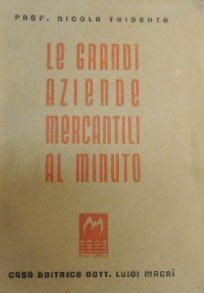 PROF. NICOLA TRIDENTE
LE GRANDI
AZIENDE
MERCANTILI
AL MINUTO
CASA EDITRICE DOTT. LUIGI MACRÌ